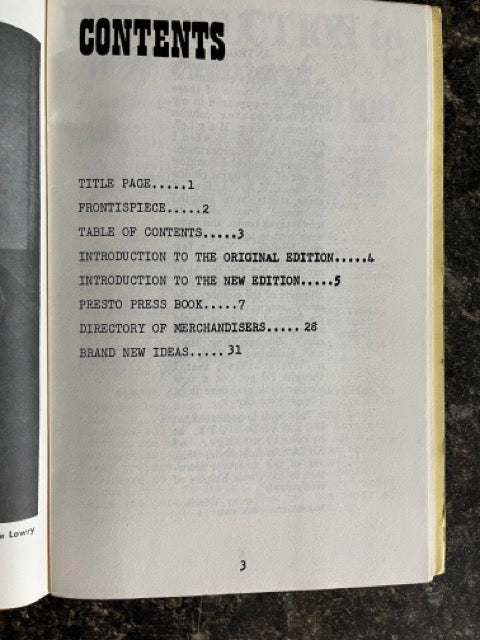 CONTENTS
TITLE PAGE.....1
FRONTISPIECE.....2
TABLE OF CONTENTS.....3
INTRODUCTION TO THE ORIGINAL EDITION.....4
INTRODUCTION TO THE NEW EDITION.....5
PRESTO PRESS BOOK.....7
DIRECTORY OF MERCHANDISERS..... 28
BRAND NEW IDEAS..... 31
Lowry
3